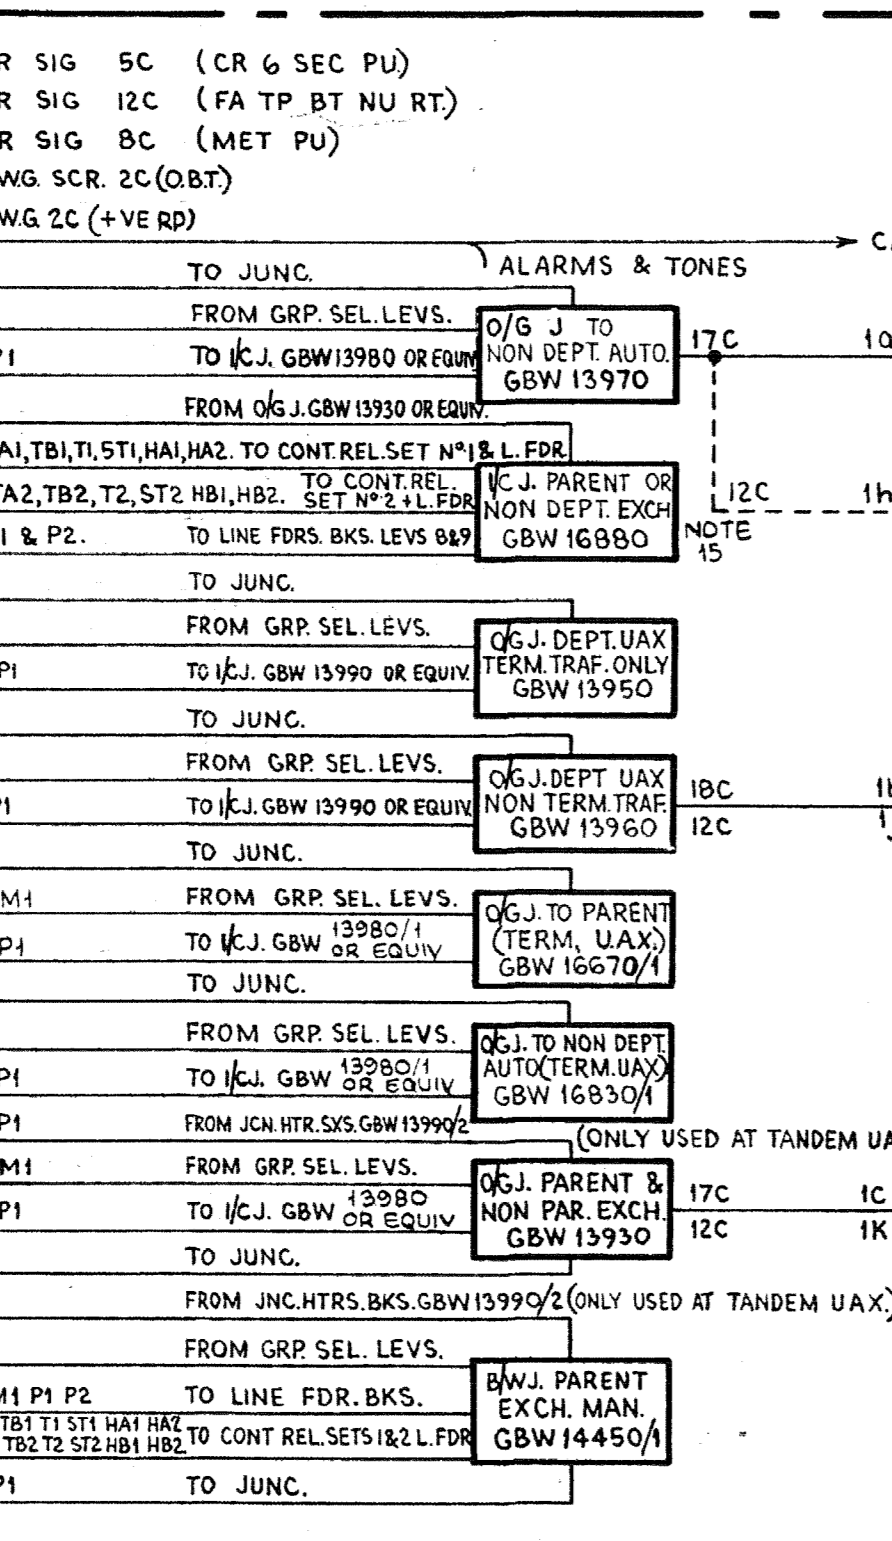 R SIG 5C (CR 6 SEC PU.)
R SIG 12C (FA TP BT NU RT.)
R SIG 8C (MET PU)
W.G. SCR. 2C (O.B.T.)
W.G. 2C (+VE RP)
ALARMS & TONES
TO JUNC.
FROM GRP. SEL. LEVS.
O/G J TO
NON DEPT. AUTO.
GBW 13970
17C
P1 TO I/C J. GBW 13980 OR EQUIV
FROM O/G J. GBW 13930 OR EQUIV.
A1, TB1, T1, ST1, HA1, HA2. TO CONT. REL. SET Nº 1 & L. FDR
TA2, TB2, T2, ST2 HB1, HB2. TO CONT. REL. SET Nº 2 + L. FDR
I/C J. PARENT OR
NON DEPT. EXCH
GBW 16880
12C
1h
NOTE
15
1 & P2. TO LINE FDRS. BKS. LEVS 8&9
TO JUNC.
FROM GRP. SEL. LEVS.
O/G J. DEPT. UAX
TERM. TRAF. ONLY
GBW 13950
P1 TO I/C J. GBW 13990 OR EQUIV.
TO JUNC.
FROM GRP. SEL. LEVS.
O/G J. DEPT UAX
NON TERM. TRAF.
GBW 13960
18C
12C
P1 TO I/C J. GBW 13990 OR EQUIV.
TO JUNC.
M1 FROM GRP. SEL. LEVS.
O/G J. TO PARENT
(TERM, U.AX.)
GBW 16670/1
P1 TO I/C J. GBW 13980/1 OR EQUIV
TO JUNC.
FROM GRP. SEL. LEVS.
O/G J. TO NON DEPT.
AUTO (TERM. UAX)
GBW 16830/1
P1 TO I/C J. GBW 13980/1 OR EQUIV
P1 FROM JCN. HTR. SXS. GBW 13990/2
(ONLY USED AT TANDEM UA
M1 FROM GRP. SEL. LEVS.
O/G J. PARENT &
NON PAR. EXCH.
GBW 13930
17C 1C
12C 1K
P1 TO I/C J. GBW 13980 OR EQUIV
TO JUNC.
FROM JNC. HTRS. BKS. GBW 13990/2 (ONLY USED AT TANDEM UAX.)
FROM GRP. SEL. LEVS.
B/W J. PARENT
EXCH. MAN.
GBW 14450/1
M1 P1 P2 TO LINE FDR. BKS.
TB1 T1 ST1 HA1 HA2
TB2 T2 ST2 HB1 HB2 TO CONT REL. SETS 1&2 L. FDR
P1 TO JUNC.